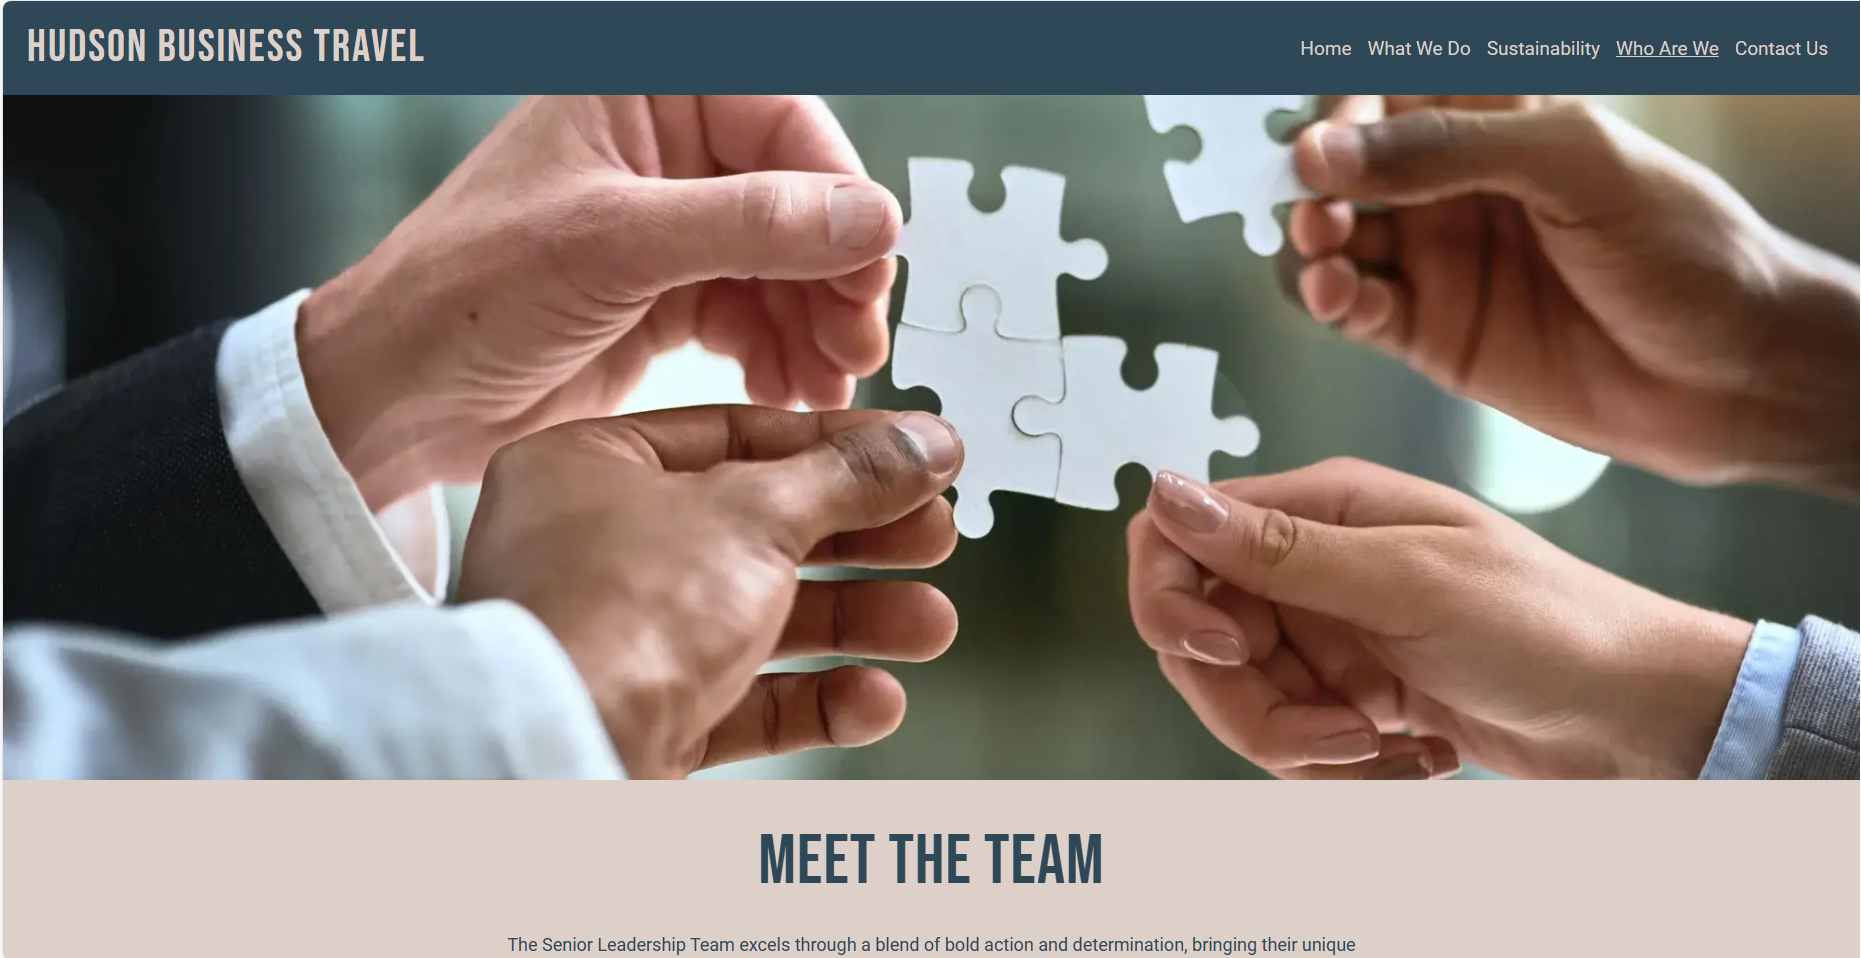 HUDSON BUSINESS TRAVEL
Home What We Do Sustainability Who Are We Contact Us
MEET THE TEAM
The Senior Leadership Team excels through a blend of bold action and determination, bringing their unique